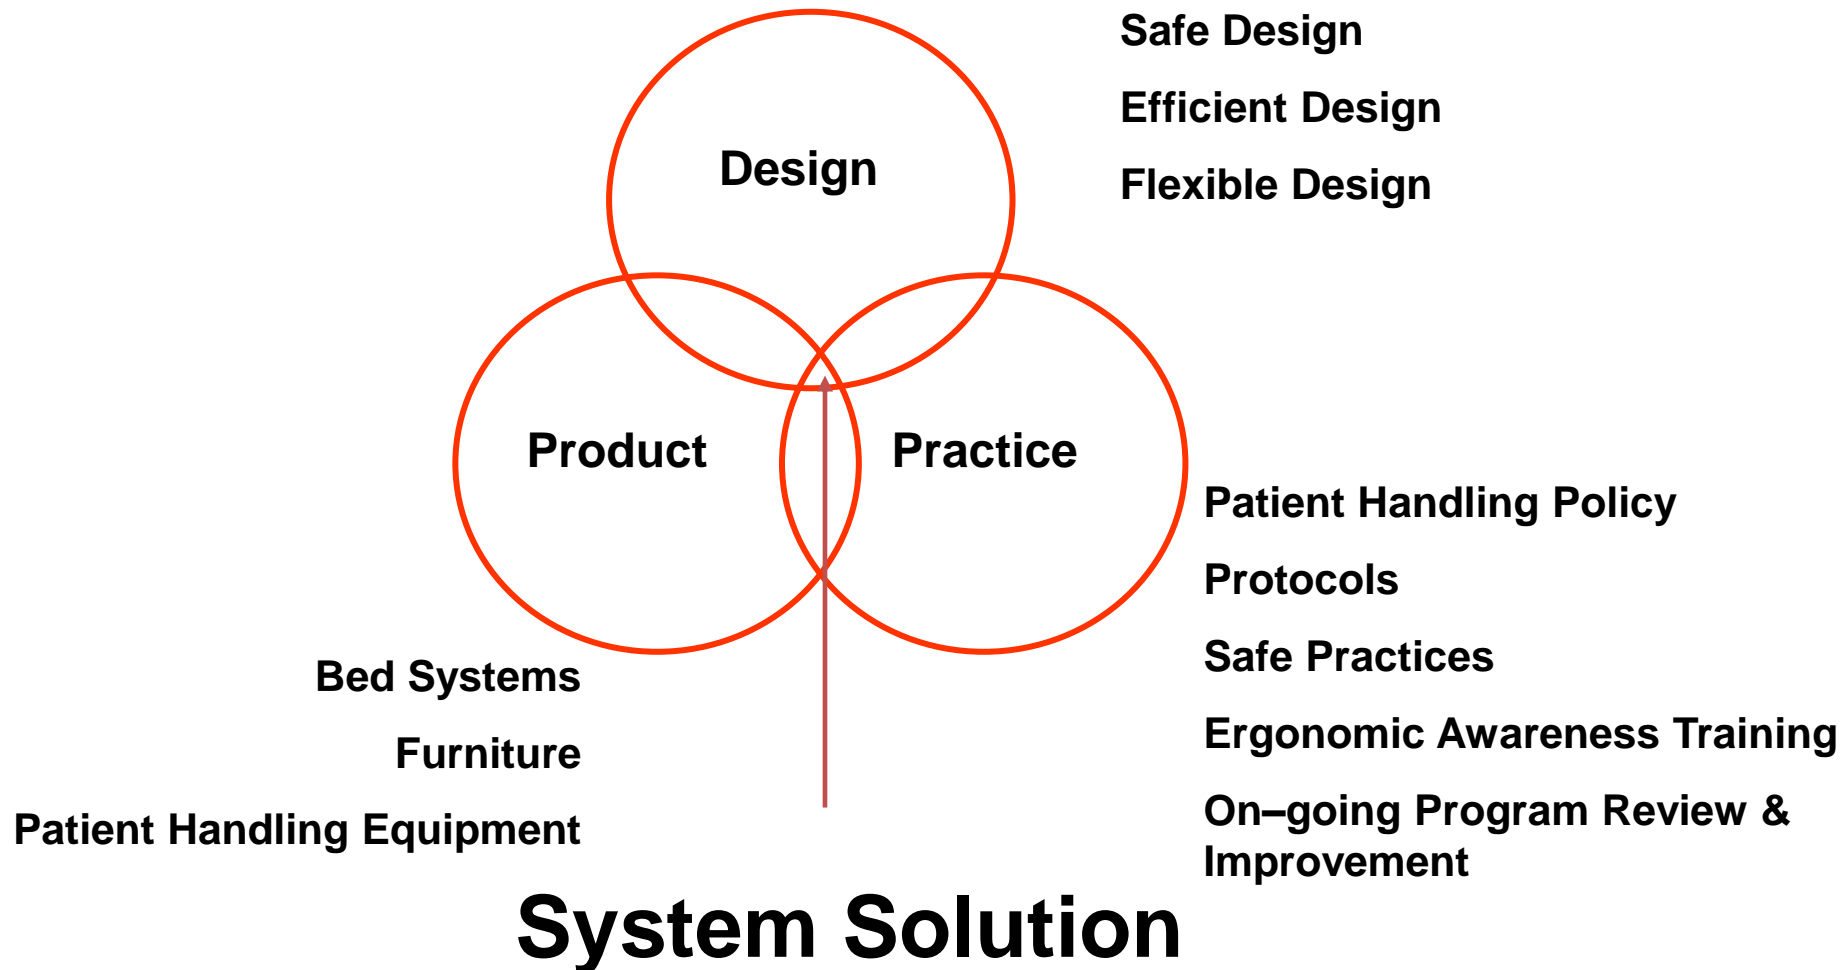 Safe Design
Efficient Design
Flexible Design
Design
Product
Practice
Patient Handling Policy
Protocols
Safe Practices
Ergonomic Awareness Training
On–going Program Review &
Improvement
Bed Systems
Furniture
Patient Handling Equipment
System Solution